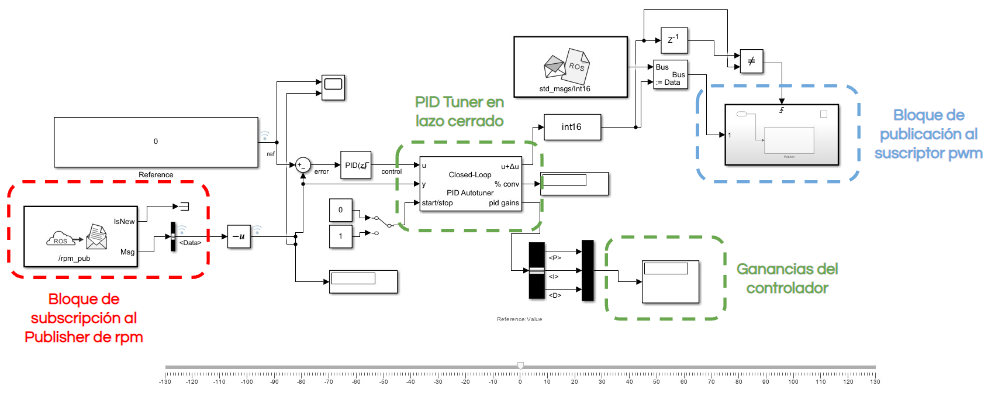 Z-1
≠
ROS
std_msgs/Int16
Bus
Bus
:= Data
PID Tuner en
lazo cerrado
int16
Bloque de
publicación al
suscriptor pwm
1
0
ref
Reference
+
-
error
PID(z)
control
u
y
start/stop
Closed-Loop
PID Autotuner
u+Δu
% conv
pid gains
0
1
IsNew
Msg
ROS
/rpm_pub
<Data>
-u
<P>
<I>
<D>
Ganancias del
controlador
Bloque de
subscripción al
Publisher de rpm
Reference:Value
-130 -120 -110 -100 -90 -80 -70 -60 -50 -40 -30 -20 -10 0 10 20 30 40 50 60 70 80 90 100 110 120 130